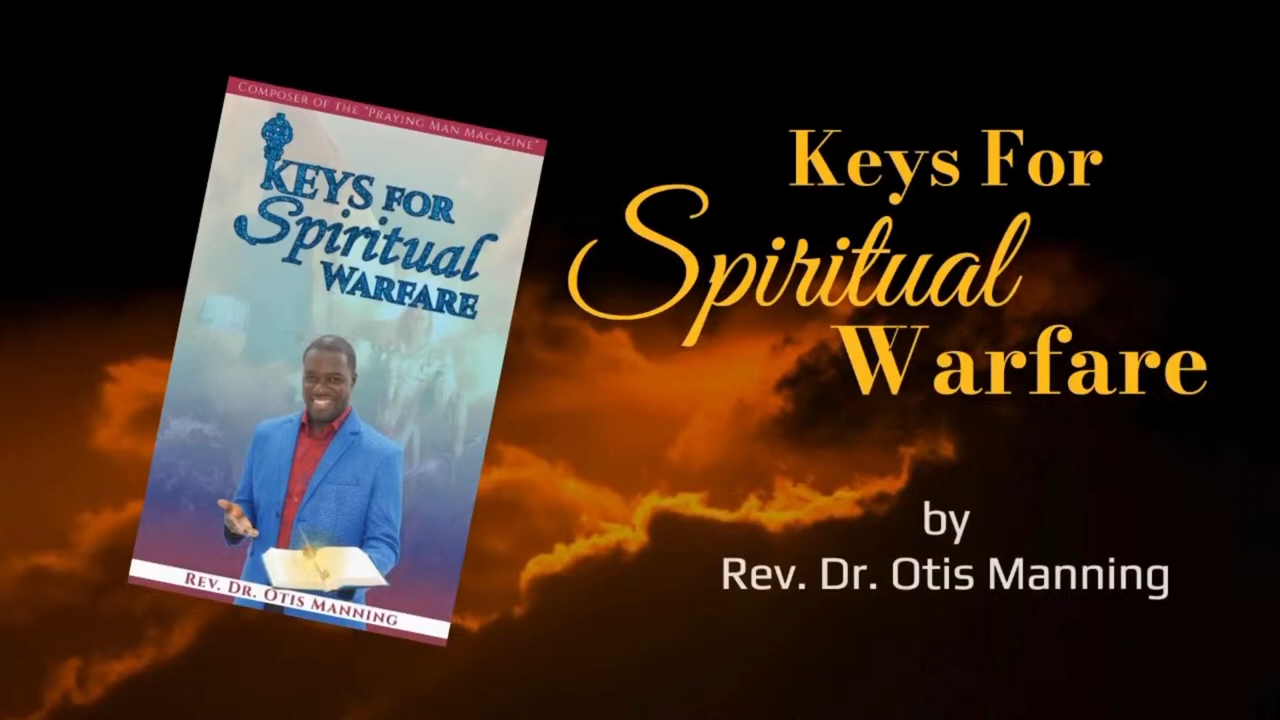 COMPOSER OF THE "PRAYING MAN MAGAZINE"
KEYS FOR
Spiritual
WARFARE
REV. DR. OTIS MANNING
Keys For
Spiritual
Warfare
by
Rev. Dr. Otis Manning